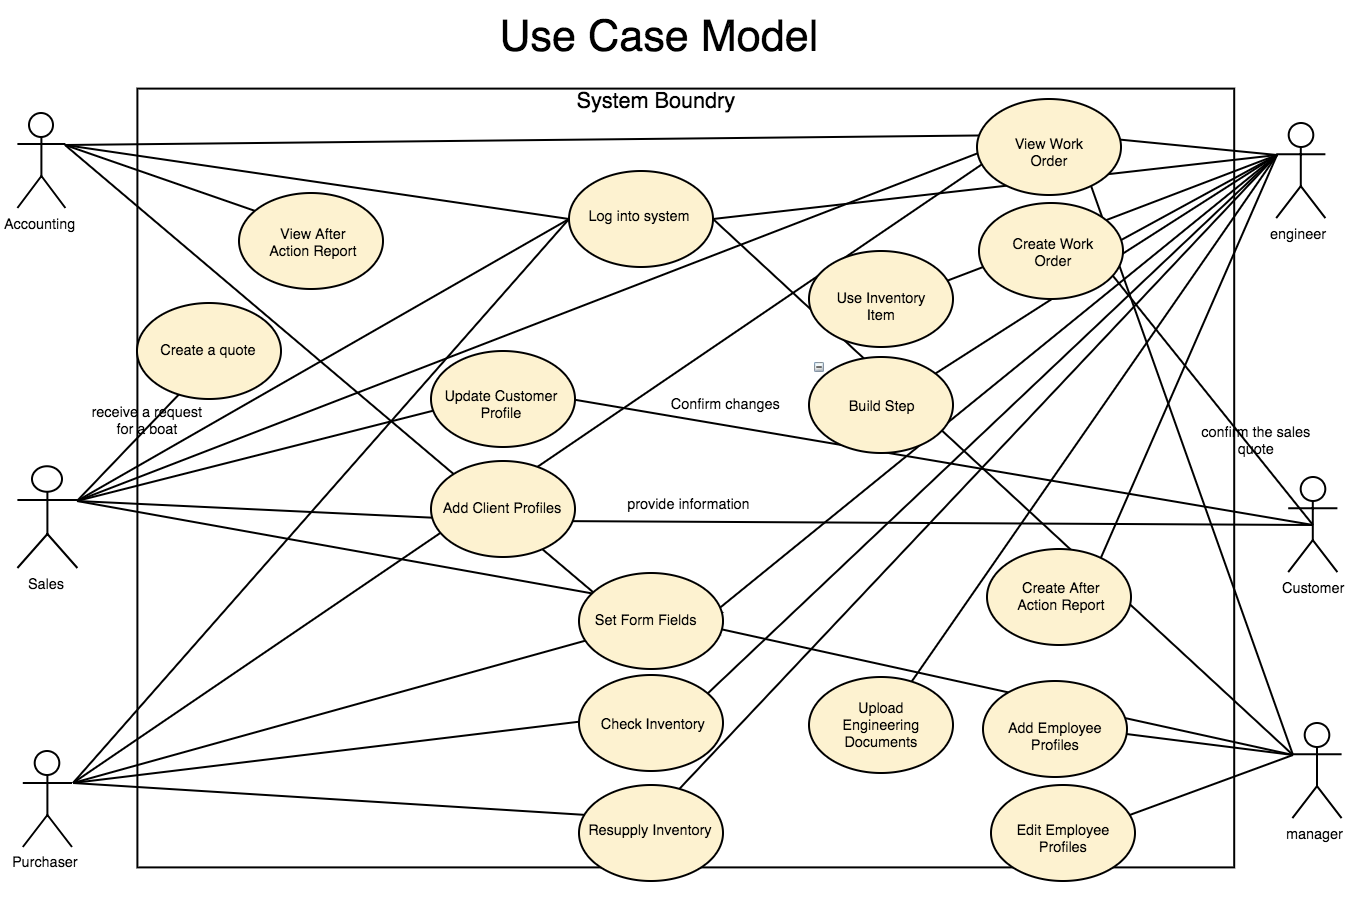 Use Case Model
System Boundry
View Work
Order
Accounting
Log into system
engineer
View After
Action Report
Create Work
Order
Use Inventory
Item
Create a quote
Update Customer
Profile
Confirm changes
Build Step
receive a request
for a boat
confirm the sales
quote
Add Client Profiles
provide information
Sales
Create After
Action Report
Customer
Set Form Fields
Check Inventory
Upload
Engineering
Documents
Add Employee
Profiles
Purchaser
Resupply Inventory
Edit Employee
Profiles
manager